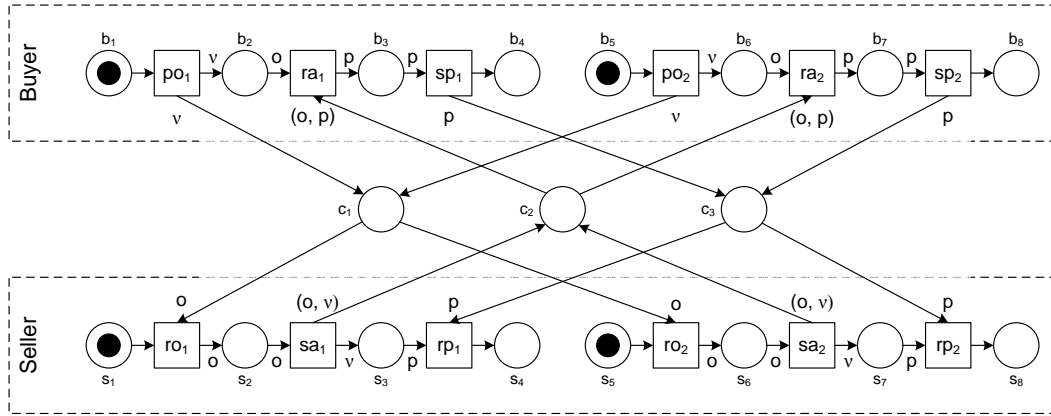 b1 b2 b3 b4 b5 b6 b7 b8
Buyer
po1 ν o ra1 p p sp1 po2 ν o ra2 p p sp2
ν (o, p) p ν (o, p) p
c1 c2 c3
o (o, ν) p o (o, ν) p
Seller
ro1 o o sa1 ν p rp1 ro2 o o sa2 ν p rp2
s1 s2 s3 s4 s5 s6 s7 s8